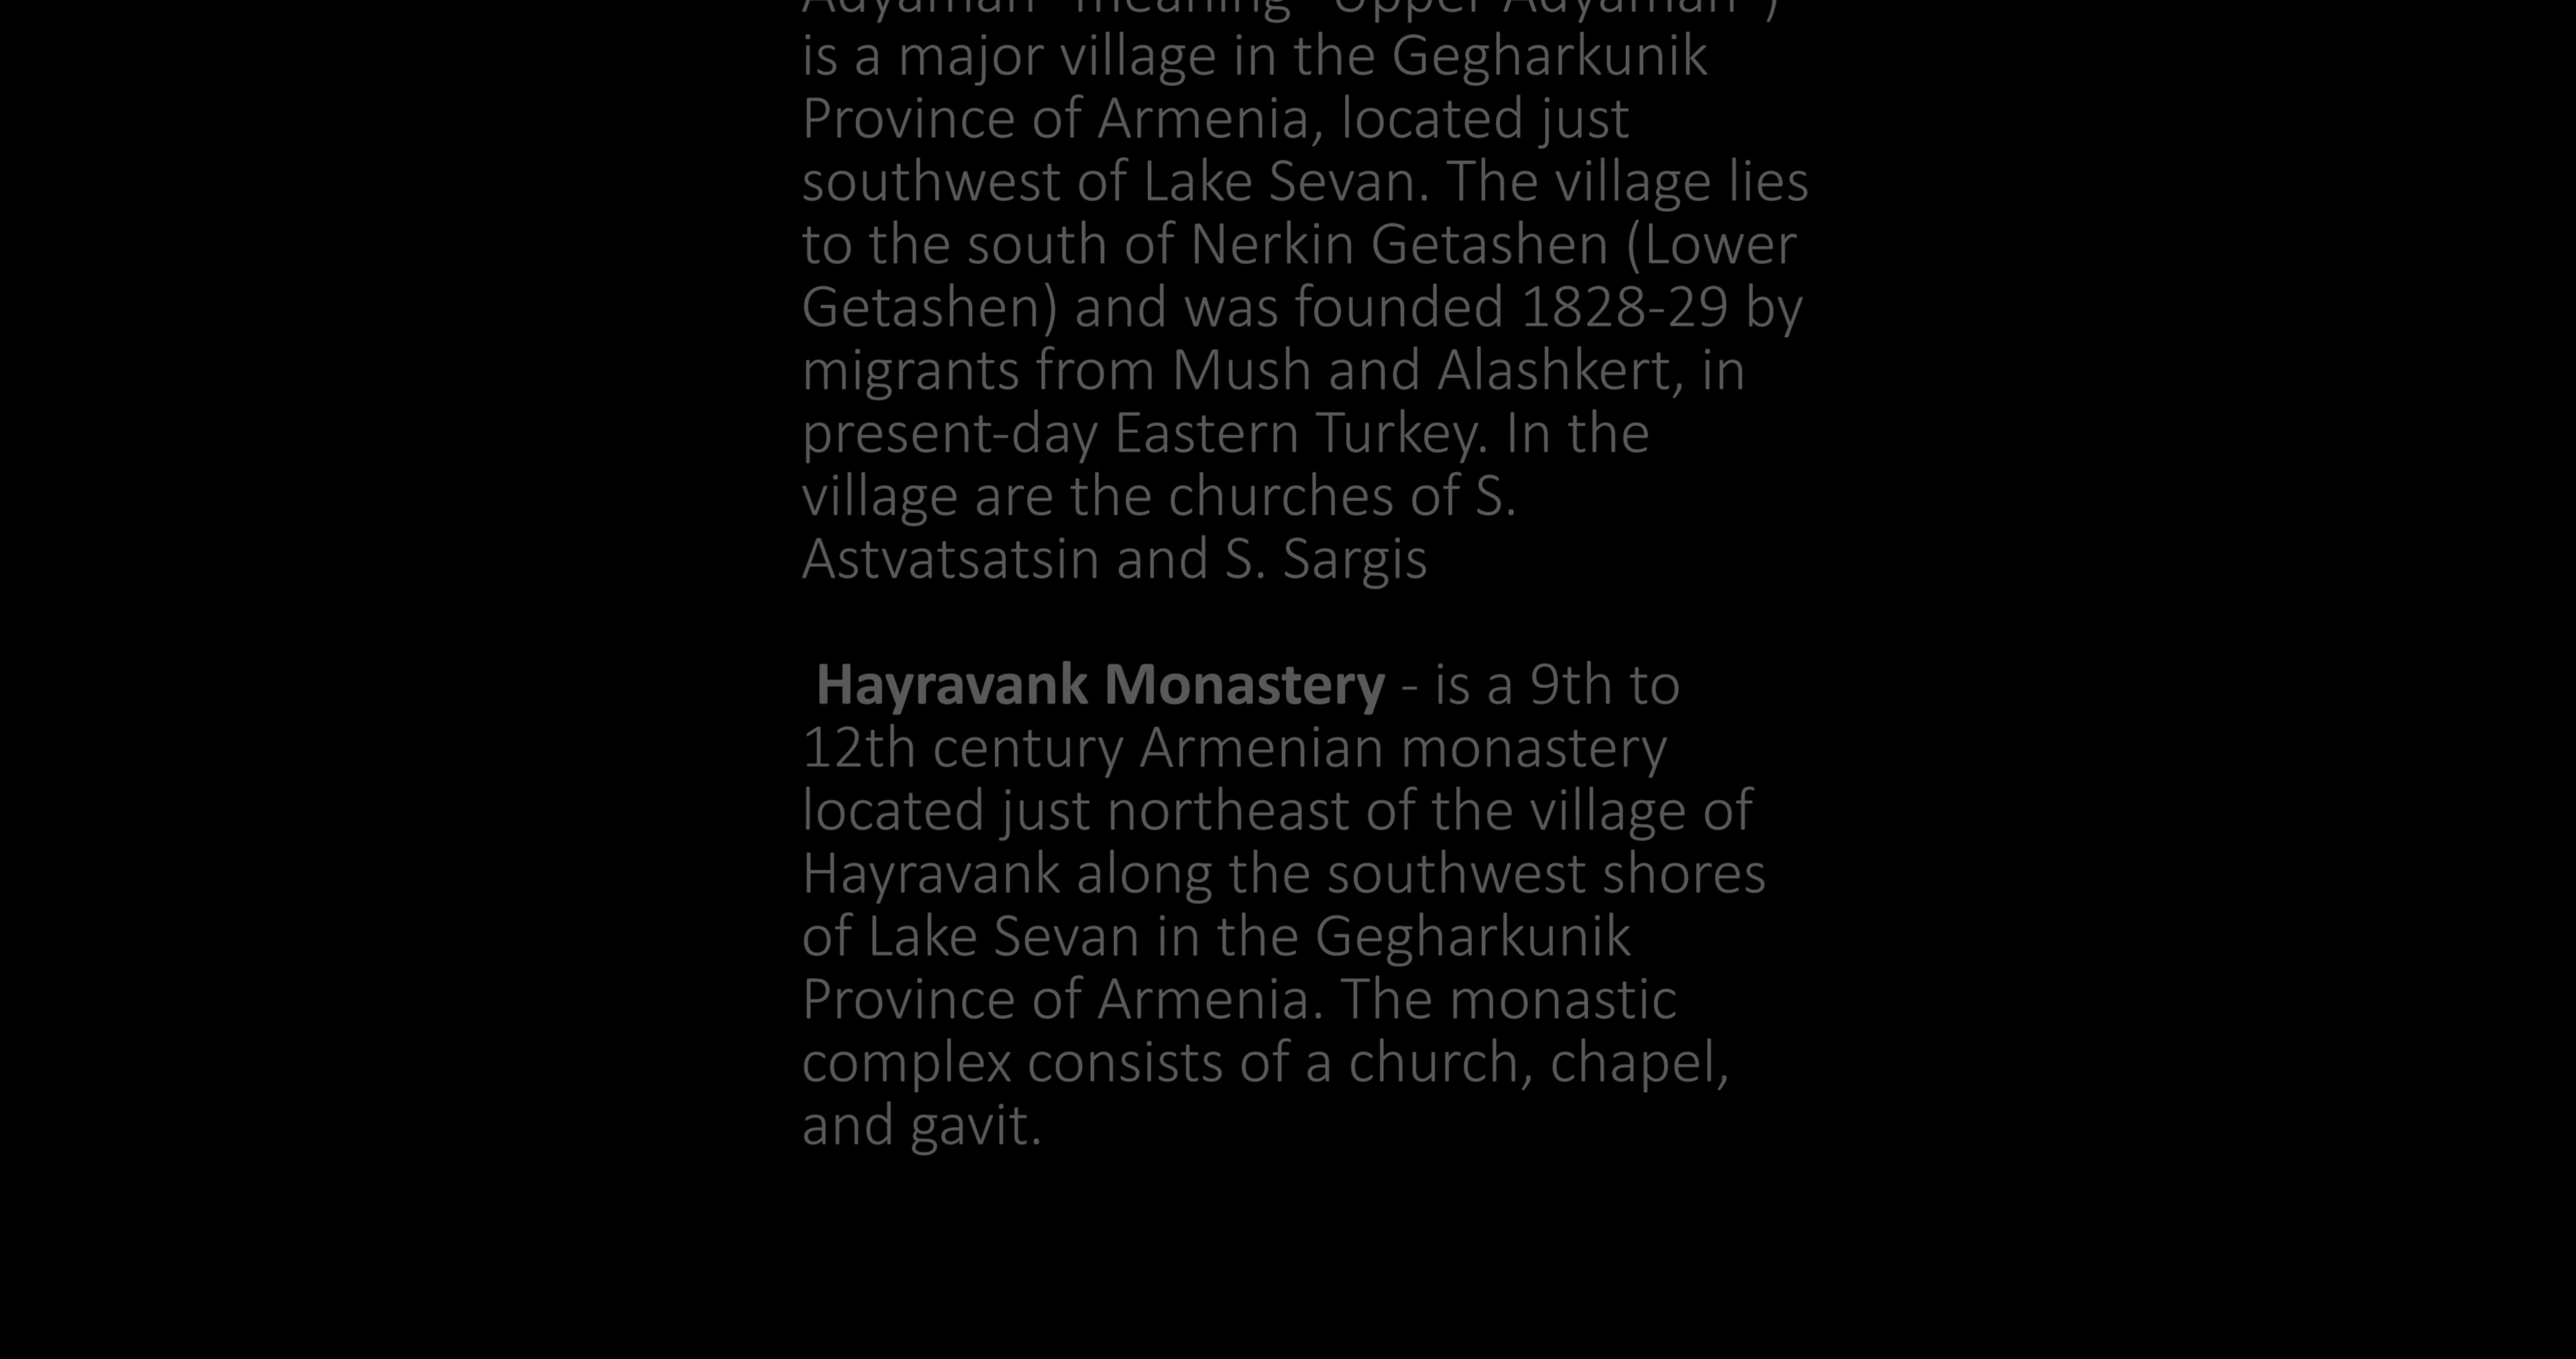 Adyaman" meaning "Upper Adyaman")
is a major village in the Gegharkunik
Province of Armenia, located just
southwest of Lake Sevan. The village lies
to the south of Nerkin Getashen (Lower
Getashen) and was founded 1828-29 by
migrants from Mush and Alashkert, in
present-day Eastern Turkey. In the
village are the churches of S.
Astvatsatsin and S. Sargis
Hayravank Monastery - is a 9th to
12th century Armenian monastery
located just northeast of the village of
Hayravank along the southwest shores
of Lake Sevan in the Gegharkunik
Province of Armenia. The monastic
complex consists of a church, chapel,
and gavit.